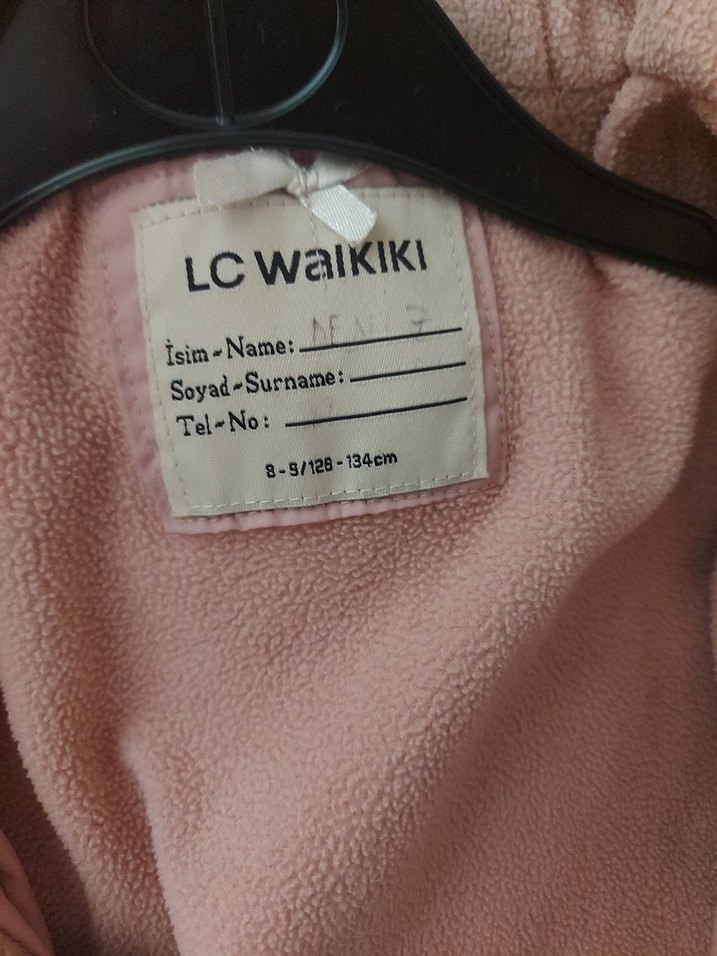 LC Waikiki
İsim-Name:
Soyad-Surname:
Tel-No:
8-9/128-134cm